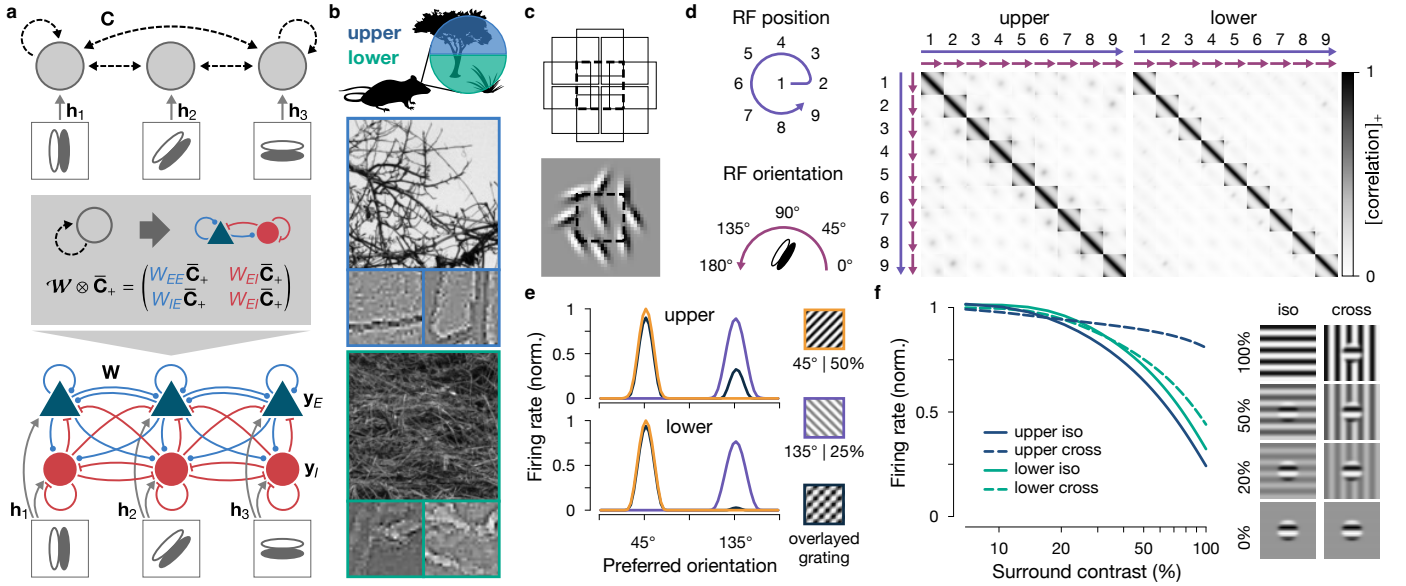 a
C
h1
h2
h3
𝒲 ⊗ C̅+ = ( WEE C̅+ WEI C̅+
WIE C̅+ WEI C̅+ )
W
yE
yI
h1
h2
h3
b
upper
lower
c
d
RF position
4
5
3
6
1
2
7
9
8
RF orientation
90°
135°
45°
180°
0°
upper
lower
1 2 3 4 5 6 7 8 9
1 2 3 4 5 6 7 8 9
1
2
3
4
5
6
7
8
9
1
0
[correlation]+
e
Firing rate (norm.)
1
0.5
0
upper
1
0.5
0
lower
45°
135°
Preferred orientation
45° | 50%
135° | 25%
overlayed
grating
f
Firing rate (norm.)
1
0.5
0
upper iso
upper cross
lower iso
lower cross
10
20
50
100
Surround contrast (%)
iso
cross
100%
50%
20%
0%